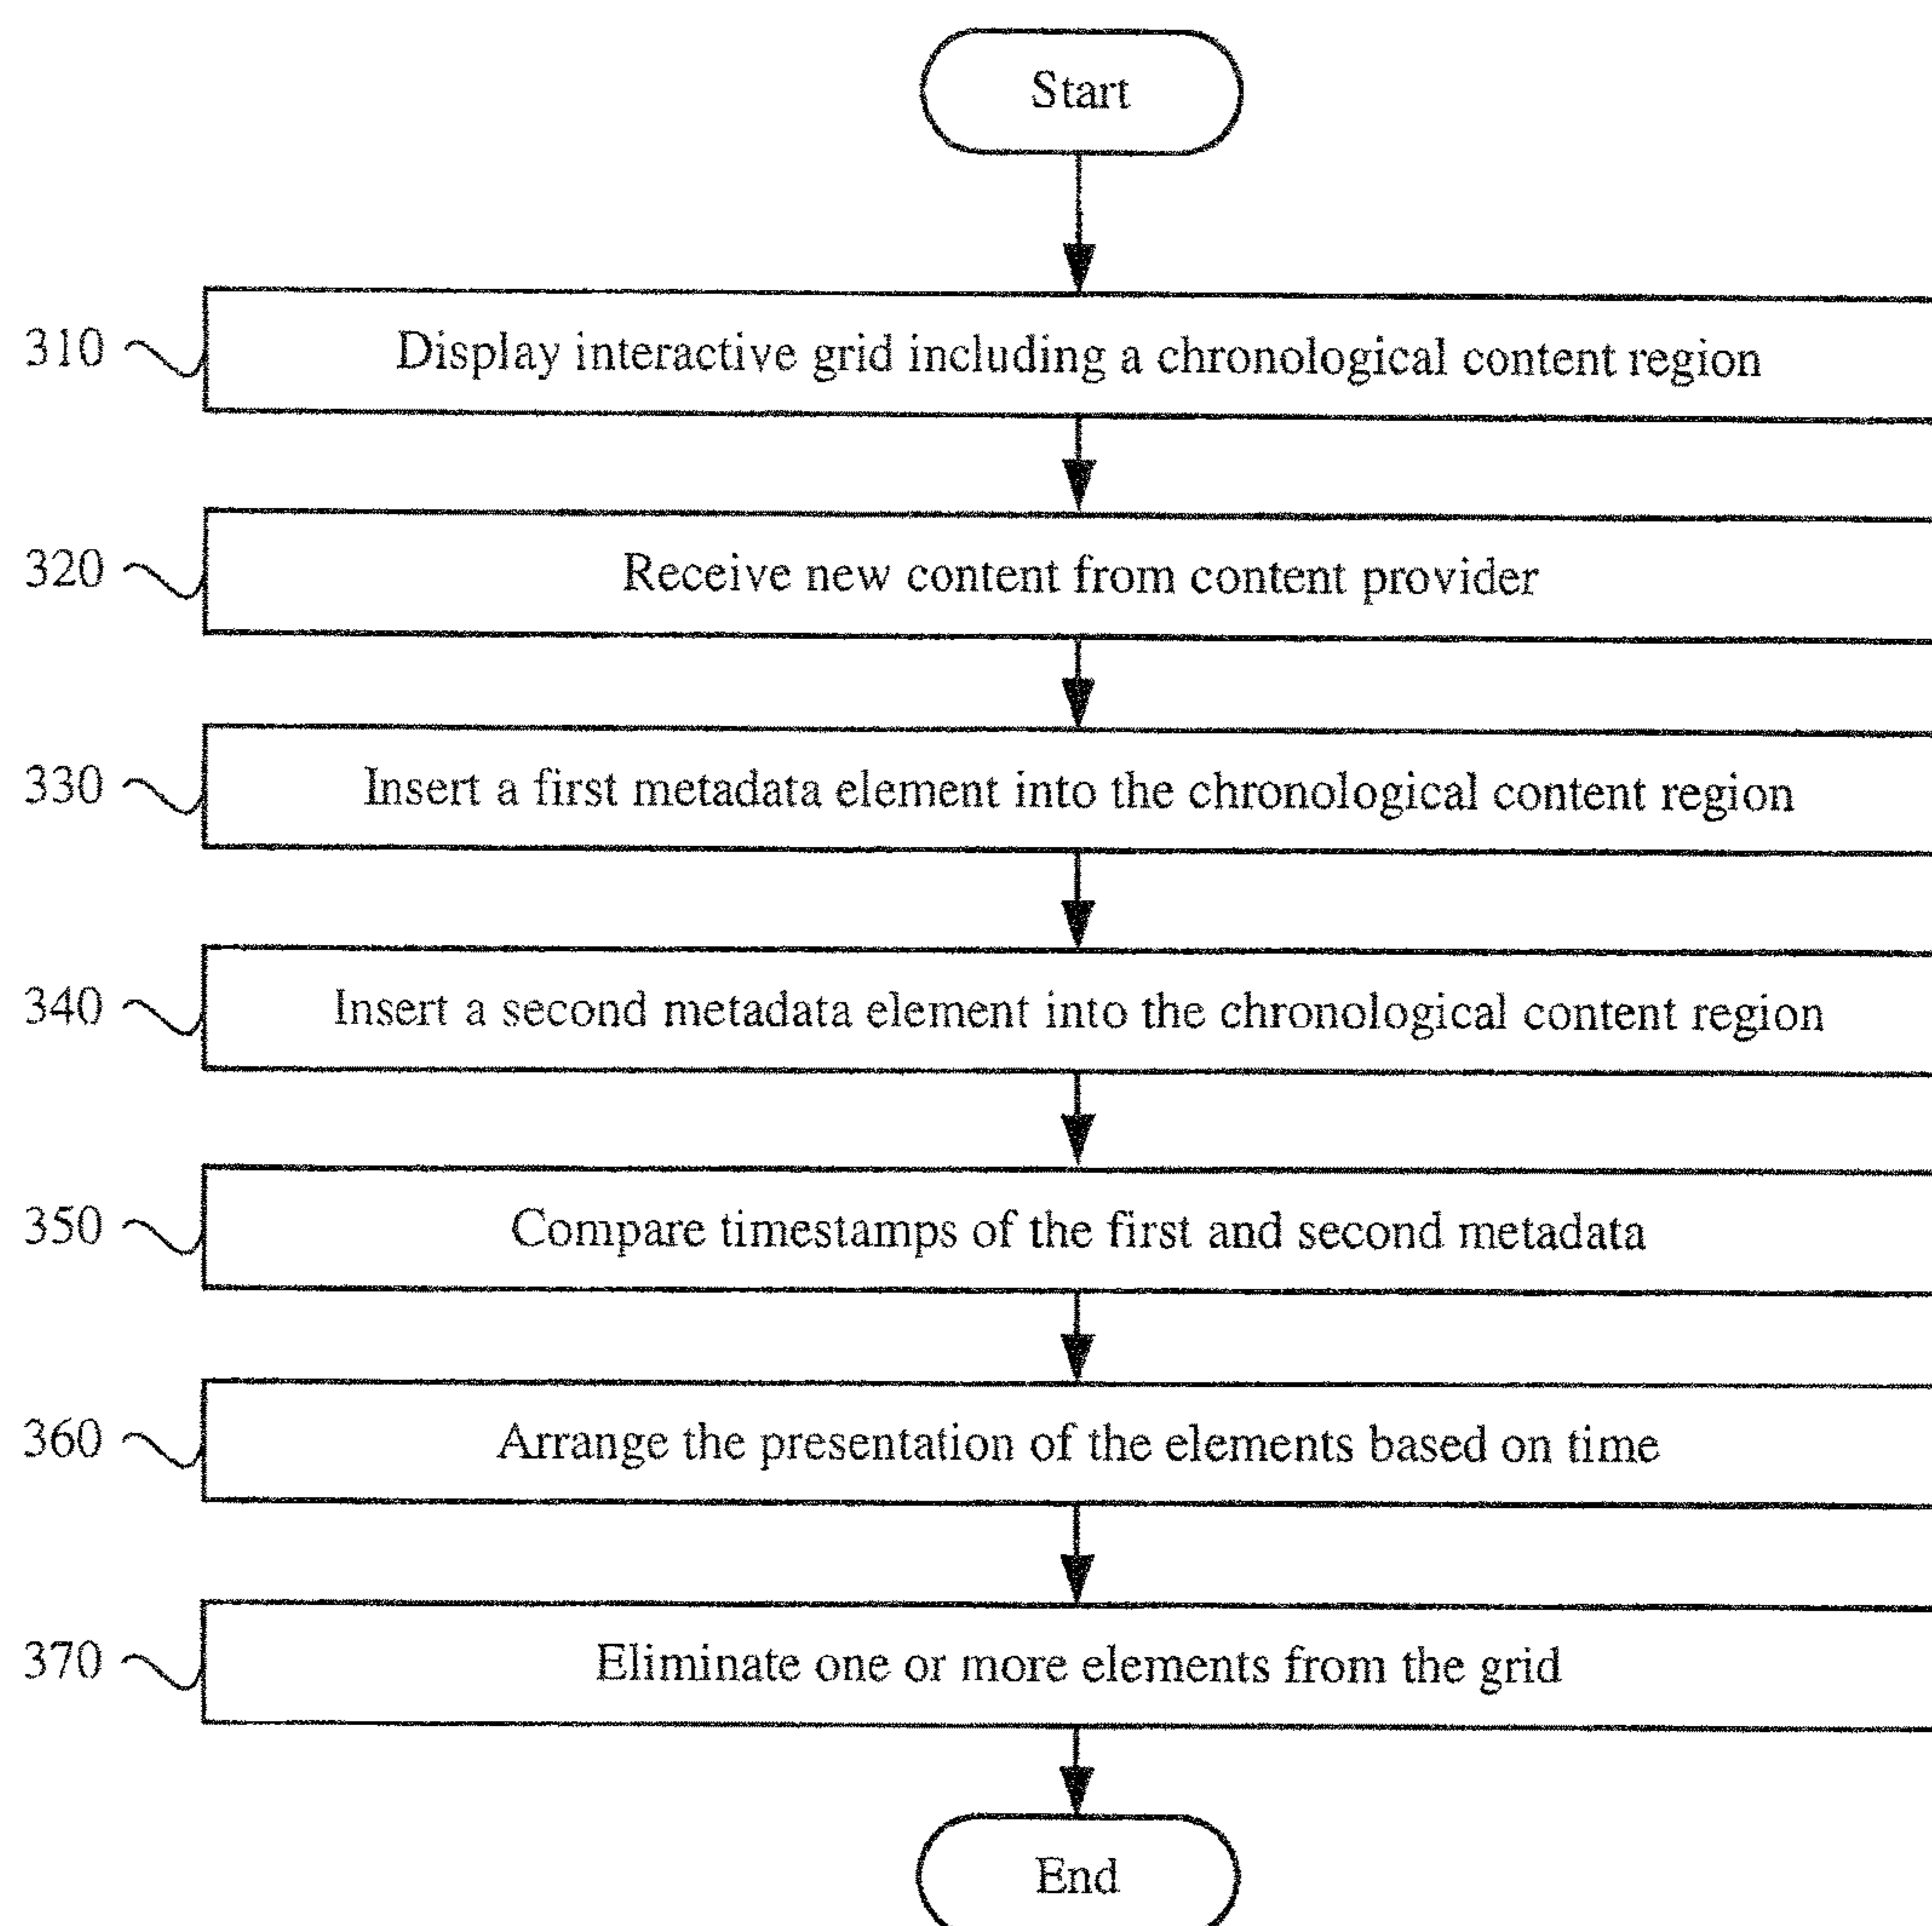 Start
310 Display interactive grid including a chronological content region
320 Receive new content from content provider
330 Insert a first metadata element into the chronological content region
340 Insert a second metadata element into the chronological content region
350 Compare timestamps of the first and second metadata
360 Arrange the presentation of the elements based on time
370 Eliminate one or more elements from the grid
End